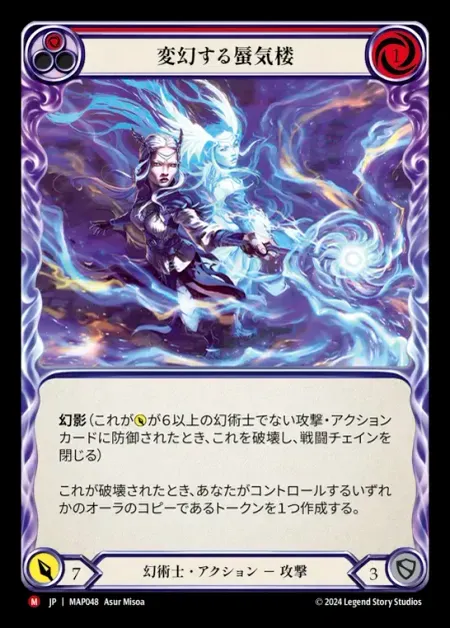 変幻する蜃気楼
1
幻影(これが が6以上の幻術士でない攻撃・アクション
カードに防御されたとき、これを破壊し、戦闘チェインを
閉じる)
これが破壊されたとき、あなたがコントロールするいずれ
かのオーラのコピーであるトークンを1つ作成する。
7
幻術士・アクション － 攻撃
3
M JP | MAP048 Asur Misoa
© 2024 Legend Story Studios